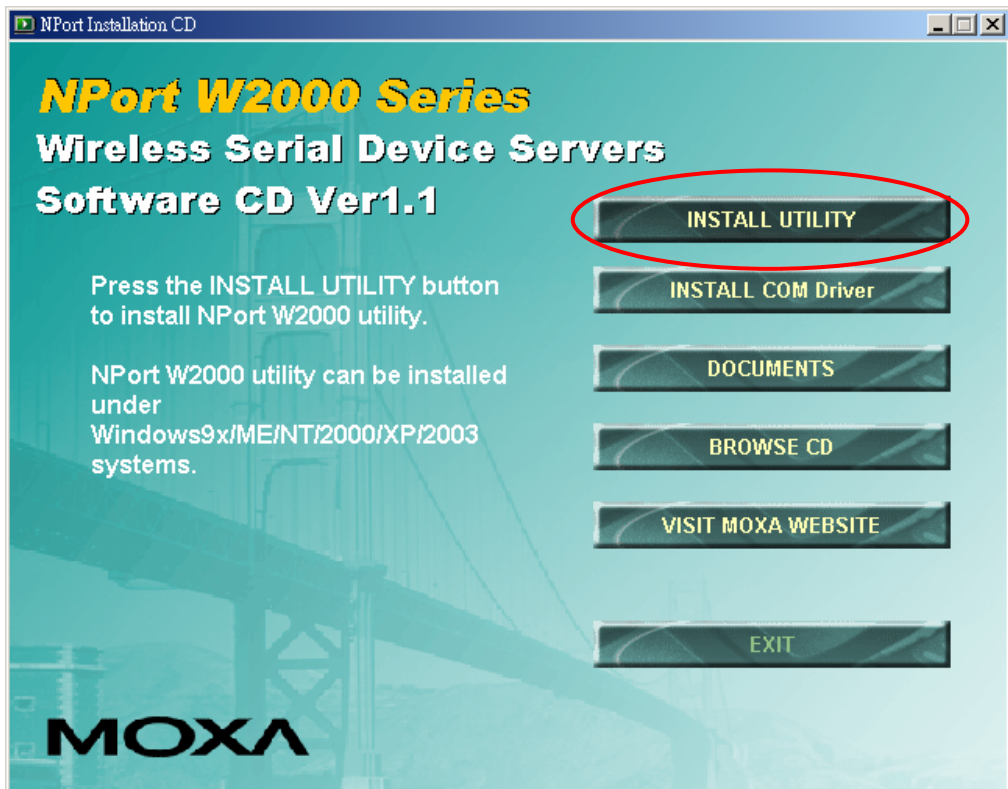 NPort Installation CD
NPort W2000 Series
Wireless Serial Device Servers
Software CD Ver1.1
INSTALL UTILITY
Press the INSTALL UTILITY button
to install NPort W2000 utility.
INSTALL COM Driver
NPort W2000 utility can be installed
under
Windows9x/ME/NT/2000/XP/2003
systems.
DOCUMENTS
BROWSE CD
VISIT MOXA WEBSITE
EXIT
MOXA